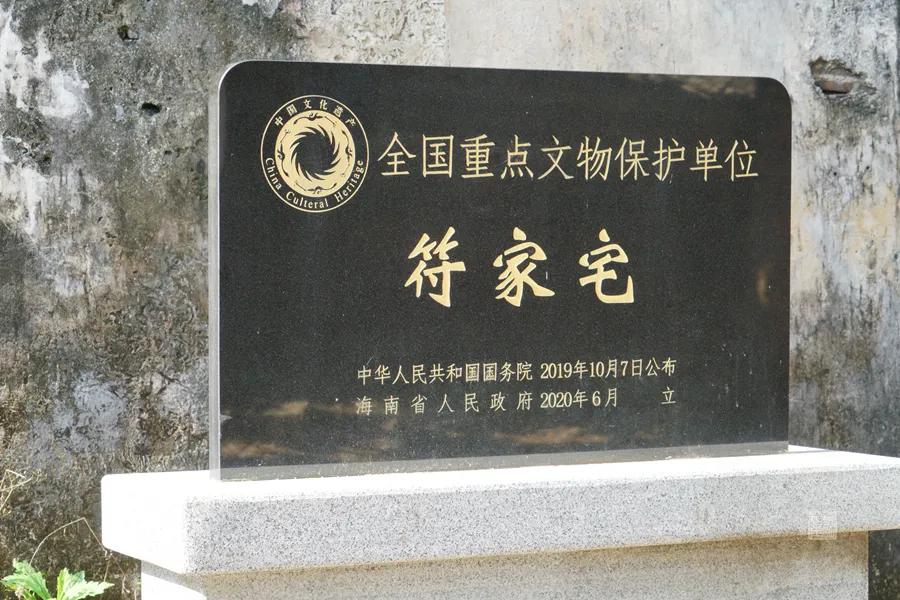 中国文化遗产
China Culteral Heritage
全国重点文物保护单位
符家宅
中华人民共和国国务院 2019年10月7日公布
海南省人民政府 2020年6月 立